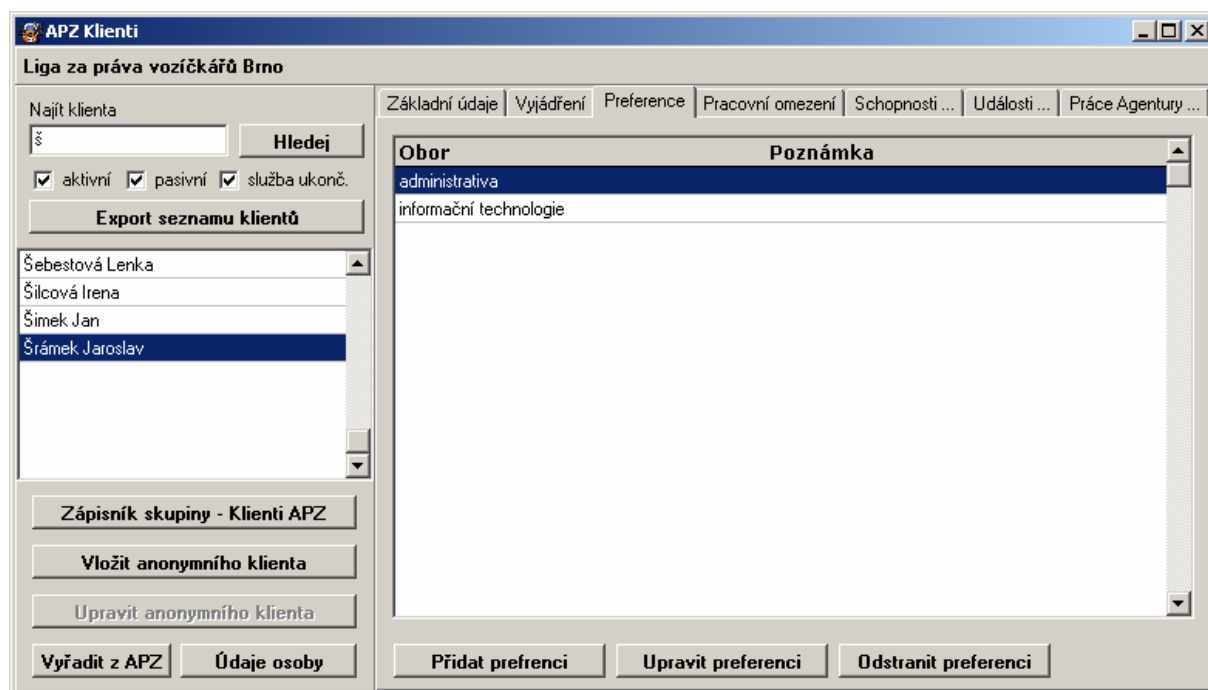 APZ Klienti
Liga za práva vozíčkářů Brno
Najít klienta
š
Hledej
aktivní pasivní služba ukonč.
Export seznamu klientů
Šebestová Lenka
Šilcová Irena
Šimek Jan
Šrámek Jaroslav
Zápisník skupiny - Klienti APZ
Vložit anonymního klienta
Upravit anonymního klienta
Vyřadit z APZ Údaje osoby
Základní údaje Vyjádření Preference Pracovní omezení Schopnosti ... Události ... Práce Agentury ...
Obor Poznámka
administrativa
informační technologie
Přidat prefrenci Upravit preferenci Odstranit preferenci